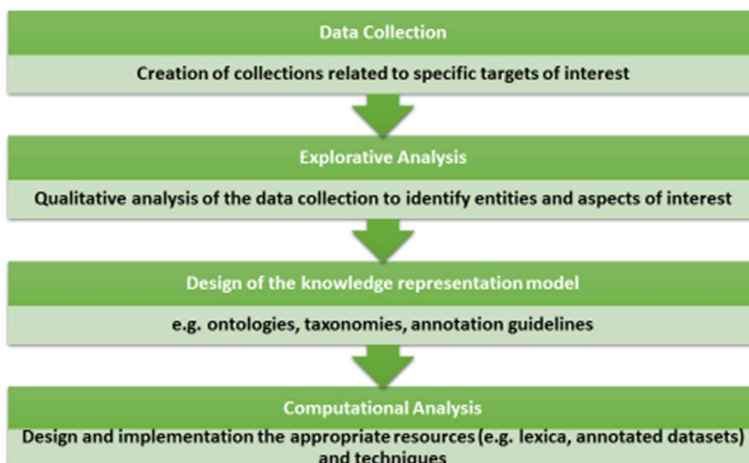 Data Collection
Creation of collections related to specific targets of interest
Explorative Analysis
Qualitative analysis of the data collection to identify entities and aspects of interest
Design of the knowledge representation model
e.g. ontologies, taxonomies, annotation guidelines
Computational Analysis
Design and implementation the appropriate resources (e.g. lexica, annotated datasets)
and techniques